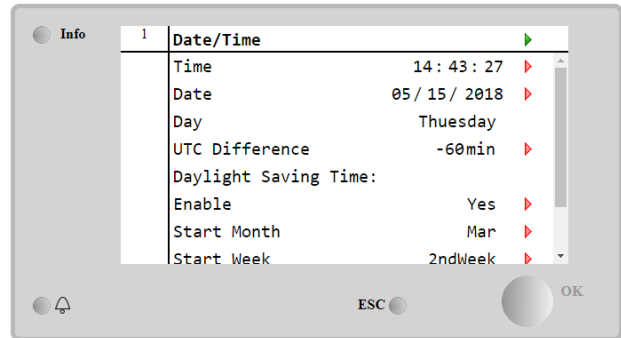 Info
1 Date/Time
Time 14:43:27
Date 05/15/2018
Day Thuesday
UTC Difference -60min
Daylight Saving Time:
Enable Yes
Start Month Mar
Start Week 2ndWeek
ESC OK